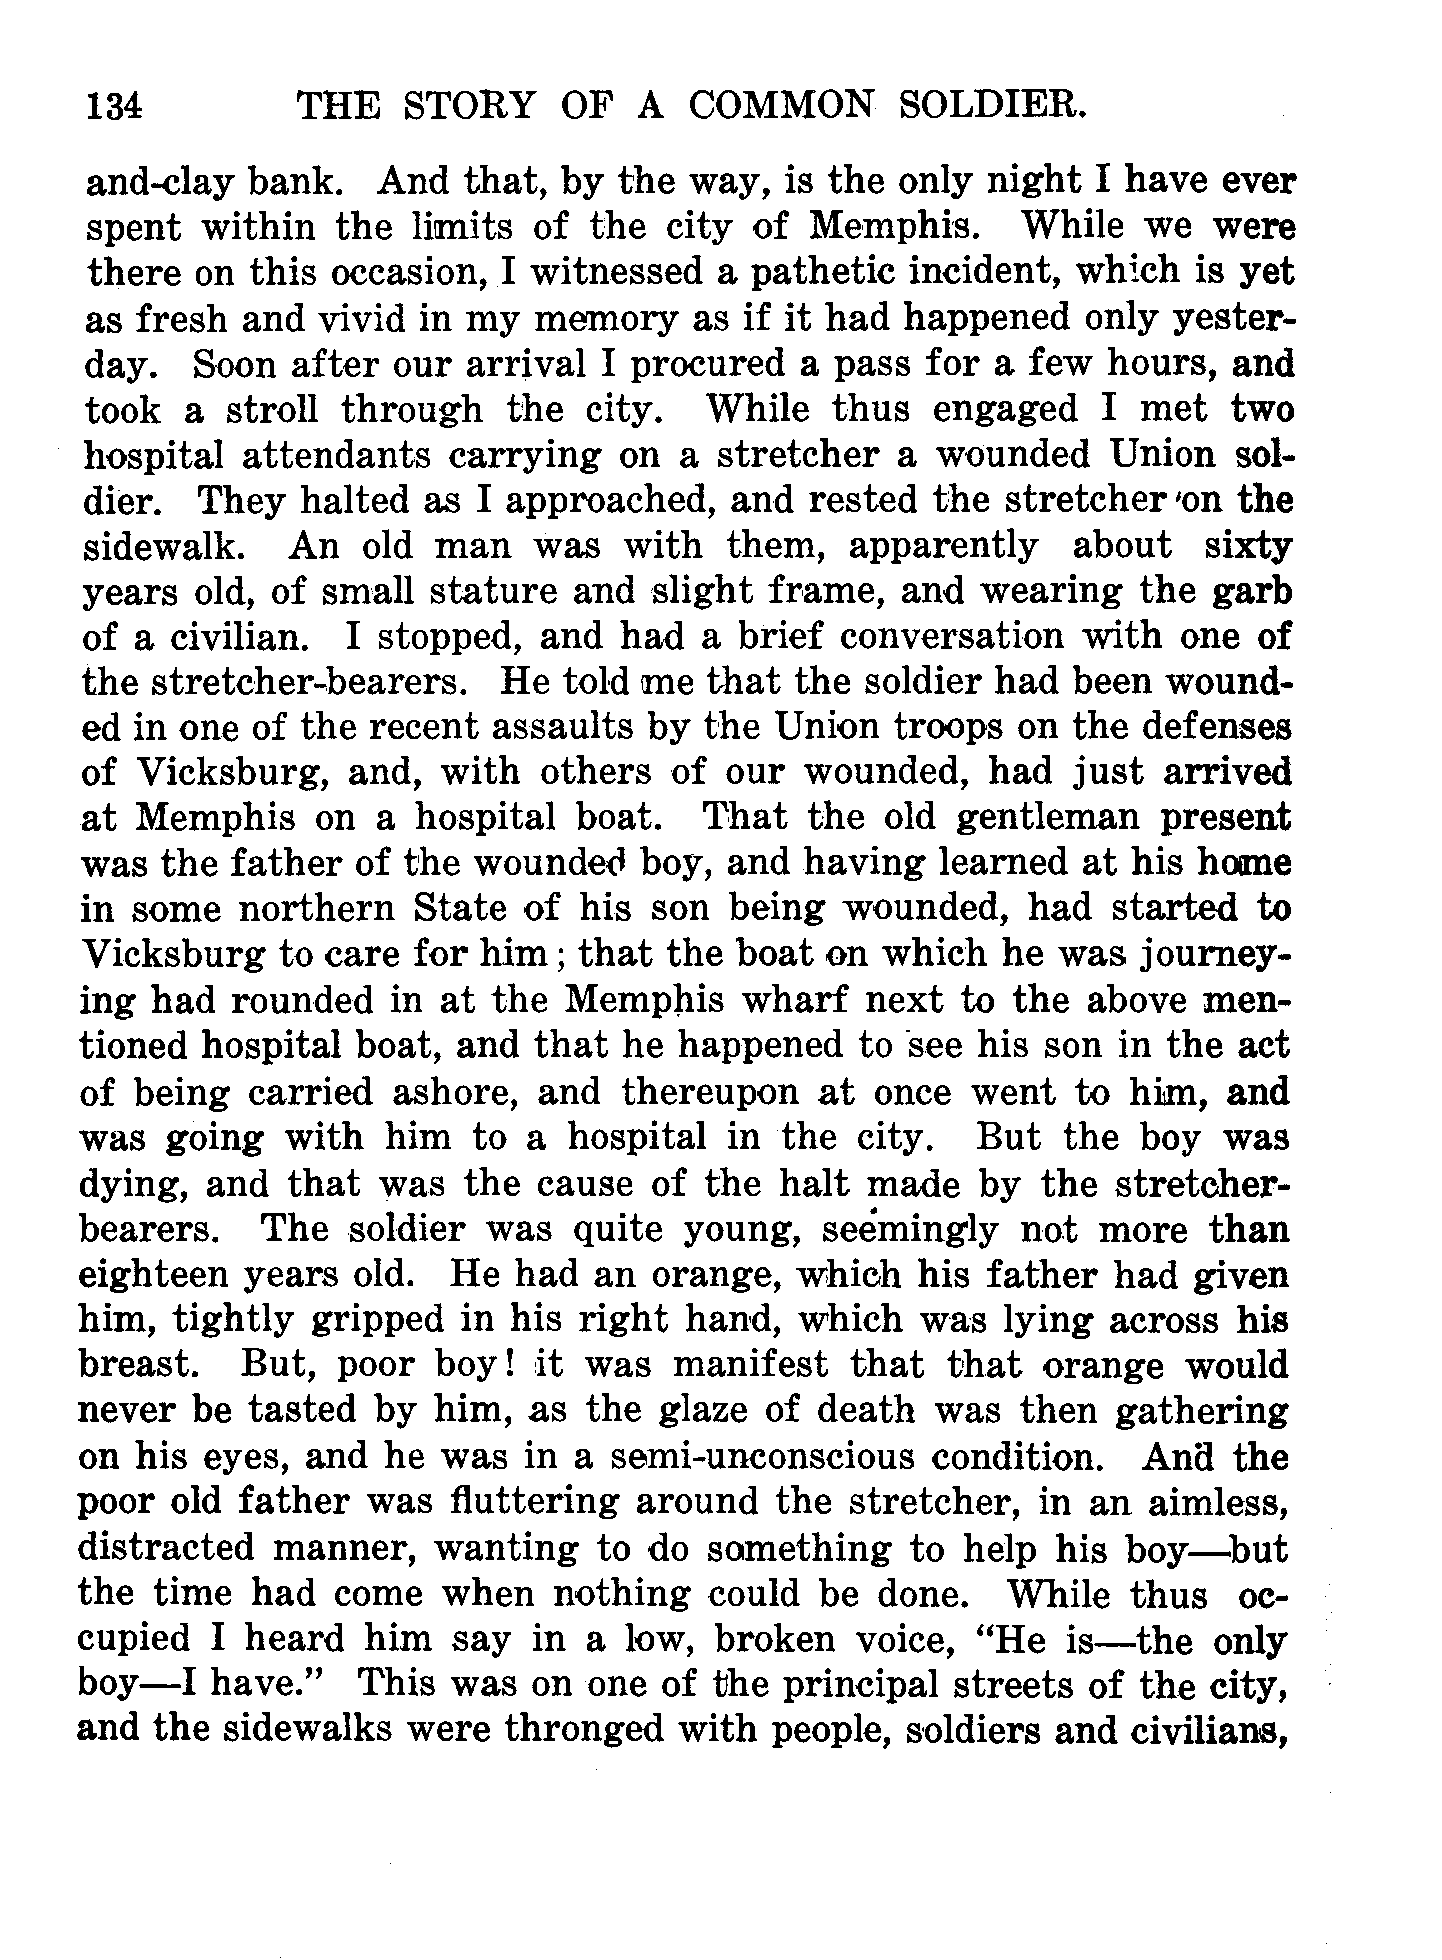 134 THE STORY OF A COMMON SOLDIER.
and-clay bank. And that, by the way, is the only night I have ever
spent within the limits of the city of Memphis. While we were
there on this occasion, I witnessed a pathetic incident, which is yet
as fresh and vivid in my memory as if it had happened only yester-
day. Soon after our arrival I procured a pass for a few hours, and
took a stroll through the city. While thus engaged I met two
hospital attendants carrying on a stretcher a wounded Union sol-
dier. They halted as I approached, and rested the stretcher on the
sidewalk. An old man was with them, apparently about sixty
years old, of small stature and slight frame, and wearing the garb
of a civilian. I stopped, and had a brief conversation with one of
the stretcher-bearers. He told me that the soldier had been wound-
ed in one of the recent assaults by the Union troops on the defenses
of Vicksburg, and, with others of our wounded, had just arrived
at Memphis on a hospital boat. That the old gentleman present
was the father of the wounded boy, and having learned at his home
in some northern State of his son being wounded, had started to
Vicksburg to care for him; that the boat on which he was journey-
ing had rounded in at the Memphis wharf next to the above men-
tioned hospital boat, and that he happened to see his son in the act
of being carried ashore, and thereupon at once went to him, and
was going with him to a hospital in the city. But the boy was
dying, and that was the cause of the halt made by the stretcher-
bearers. The soldier was quite young, seemingly not more than
eighteen years old. He had an orange, which his father had given
him, tightly gripped in his right hand, which was lying across his
breast. But, poor boy! it was manifest that that orange would
never be tasted by him, as the glaze of death was then gathering
on his eyes, and he was in a semi-unconscious condition. And the
poor old father was fluttering around the stretcher, in an aimless,
distracted manner, wanting to do something to help his boy—but
the time had come when nothing could be done. While thus oc-
cupied I heard him say in a low, broken voice, "He is—the only
boy—I have." This was on one of the principal streets of the city,
and the sidewalks were thronged with people, soldiers and civilians,